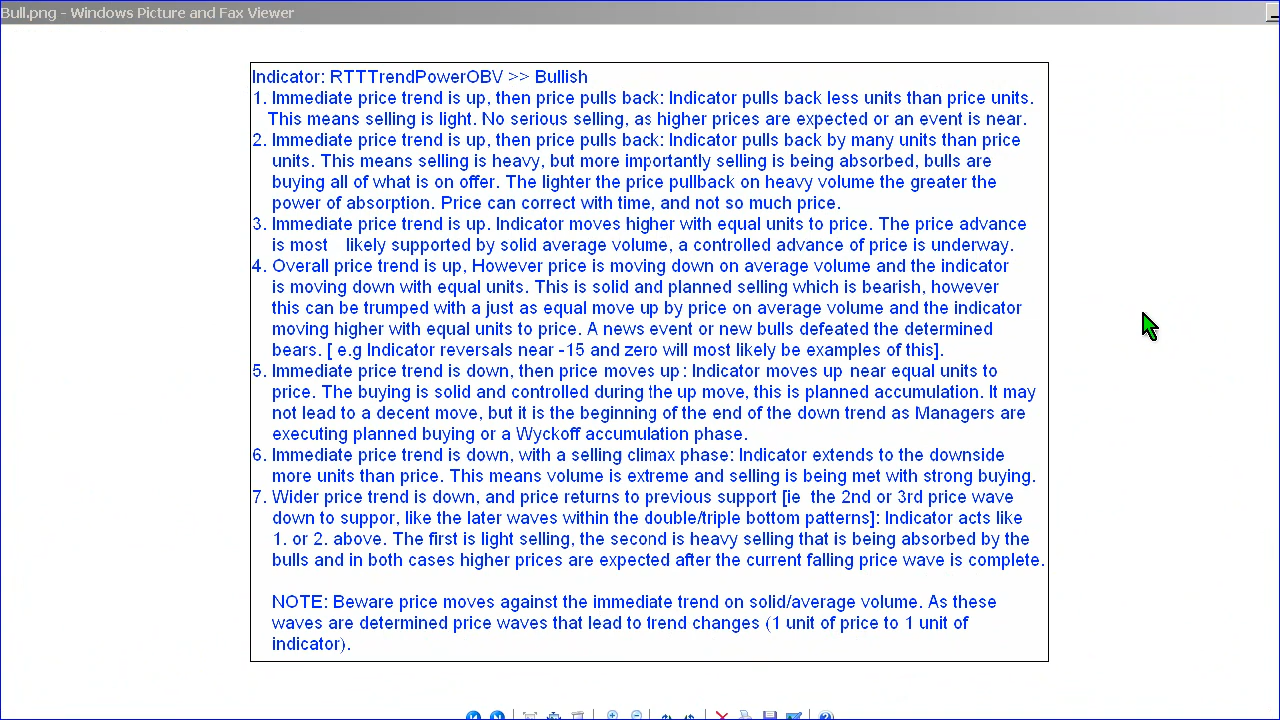 Bull.png - Windows Picture and Fax Viewer
Indicator: RTTTrendPowerOBV >> Bullish
1. Immediate price trend is up, then price pulls back: Indicator pulls back less units than price units.
This means selling is light. No serious selling, as higher prices are expected or an event is near.
2. Immediate price trend is up, then price pulls back: Indicator pulls back by many units than price
units. This means selling is heavy, but more importantly selling is being absorbed, bulls are
buying all of what is on offer. The lighter the price pullback on heavy volume the greater the
power of absorption. Price can correct with time, and not so much price.
3. Immediate price trend is up. Indicator moves higher with equal units to price. The price advance
is most likely supported by solid average volume, a controlled advance of price is underway.
4. Overall price trend is up, However price is moving down on average volume and the indicator
is moving down with equal units. This is solid and planned selling which is bearish, however
this can be trumped with a just as equal move up by price on average volume and the indicator
moving higher with equal units to price. A news event or new bulls defeated the determined
bears. [ e.g Indicator reversals near -15 and zero will most likely be examples of this].
5. Immediate price trend is down, then price moves up: Indicator moves up near equal units to
price. The buying is solid and controlled during the up move, this is planned accumulation. It may
not lead to a decent move, but it is the beginning of the end of the down trend as Managers are
executing planned buying or a Wyckoff accumulation phase.
6. Immediate price trend is down, with a selling climax phase: Indicator extends to the downside
more units than price. This means volume is extreme and selling is being met with strong buying.
7. Wider price trend is down, and price returns to previous support [ie the 2nd or 3rd price wave
down to suppor, like the later waves within the double/triple bottom patterns]: Indicator acts like
1. or 2. above. The first is light selling, the second is heavy selling that is being absorbed by the
bulls and in both cases higher prices are expected after the current falling price wave is complete.
NOTE: Beware price moves against the immediate trend on solid/average volume. As these
waves are determined price waves that lead to trend changes (1 unit of price to 1 unit of
indicator).